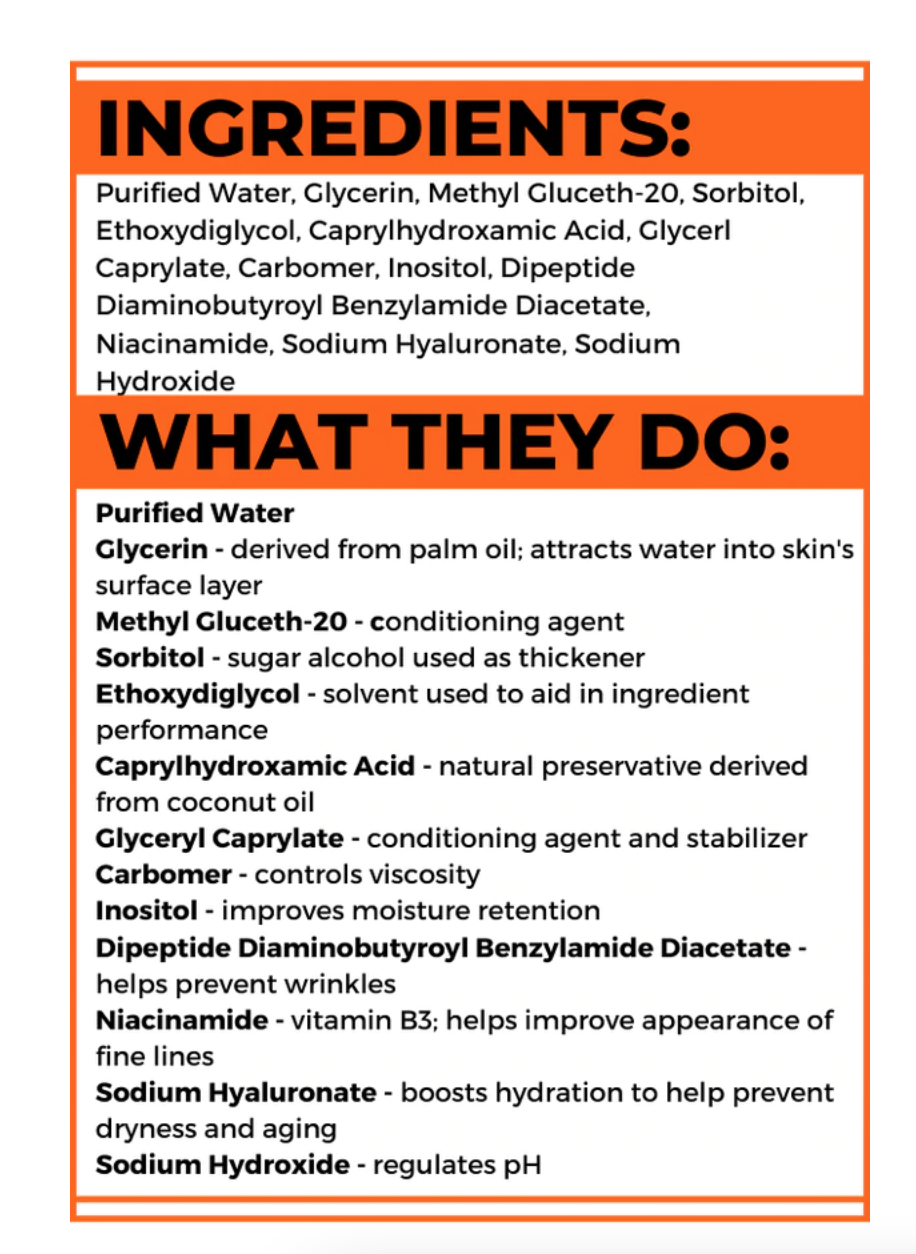 INGREDIENTS:
Purified Water, Glycerin, Methyl Gluceth-20, Sorbitol,
Ethoxydiglycol, Caprylhydroxamic Acid, Glycerl
Caprylate, Carbomer, Inositol, Dipeptide
Diaminobutyroyl Benzylamide Diacetate,
Niacinamide, Sodium Hyaluronate, Sodium
Hydroxide
WHAT THEY DO:
Purified Water
Glycerin - derived from palm oil; attracts water into skin's
surface layer
Methyl Gluceth-20 - conditioning agent
Sorbitol - sugar alcohol used as thickener
Ethoxydiglycol - solvent used to aid in ingredient
performance
Caprylhydroxamic Acid - natural preservative derived
from coconut oil
Glyceryl Caprylate - conditioning agent and stabilizer
Carbomer - controls viscosity
Inositol - improves moisture retention
Dipeptide Diaminobutyroyl Benzylamide Diacetate -
helps prevent wrinkles
Niacinamide - vitamin B3; helps improve appearance of
fine lines
Sodium Hyaluronate - boosts hydration to help prevent
dryness and aging
Sodium Hydroxide - regulates pH